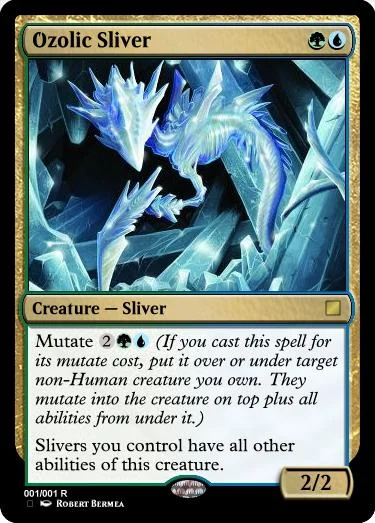 Ozolic Sliver
Creature — Sliver
Mutate 2 (If you cast this spell for
its mutate cost, put it over or under target
non-Human creature you own. They
mutate into the creature on top plus all
abilities from under it.)
Slivers you control have all other
abilities of this creature.
2/2
001/001 R
Robert Bermea